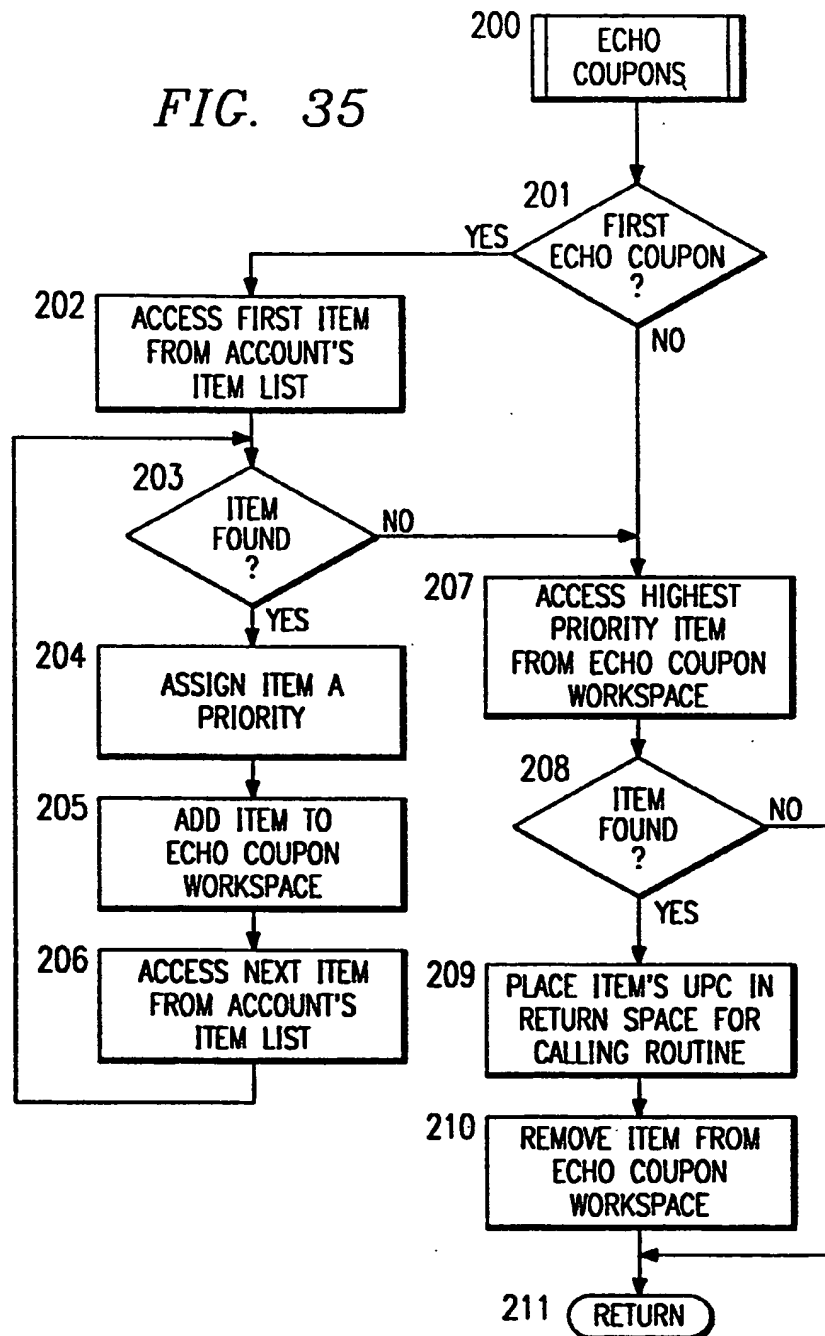 FIG. 35
200
ECHO
COUPONS
201
FIRST
ECHO COUPON
?
YES
NO
202
ACCESS FIRST ITEM
FROM ACCOUNT'S
ITEM LIST
203
ITEM
FOUND
?
NO
YES
204
ASSIGN ITEM A
PRIORITY
205
ADD ITEM TO
ECHO COUPON
WORKSPACE
206
ACCESS NEXT ITEM
FROM ACCOUNT'S
ITEM LIST
207
ACCESS HIGHEST
PRIORITY ITEM
FROM ECHO COUPON
WORKSPACE
208
ITEM
FOUND
?
NO
YES
209
PLACE ITEM'S UPC IN
RETURN SPACE FOR
CALLING ROUTINE
210
REMOVE ITEM FROM
ECHO COUPON
WORKSPACE
211
RETURN